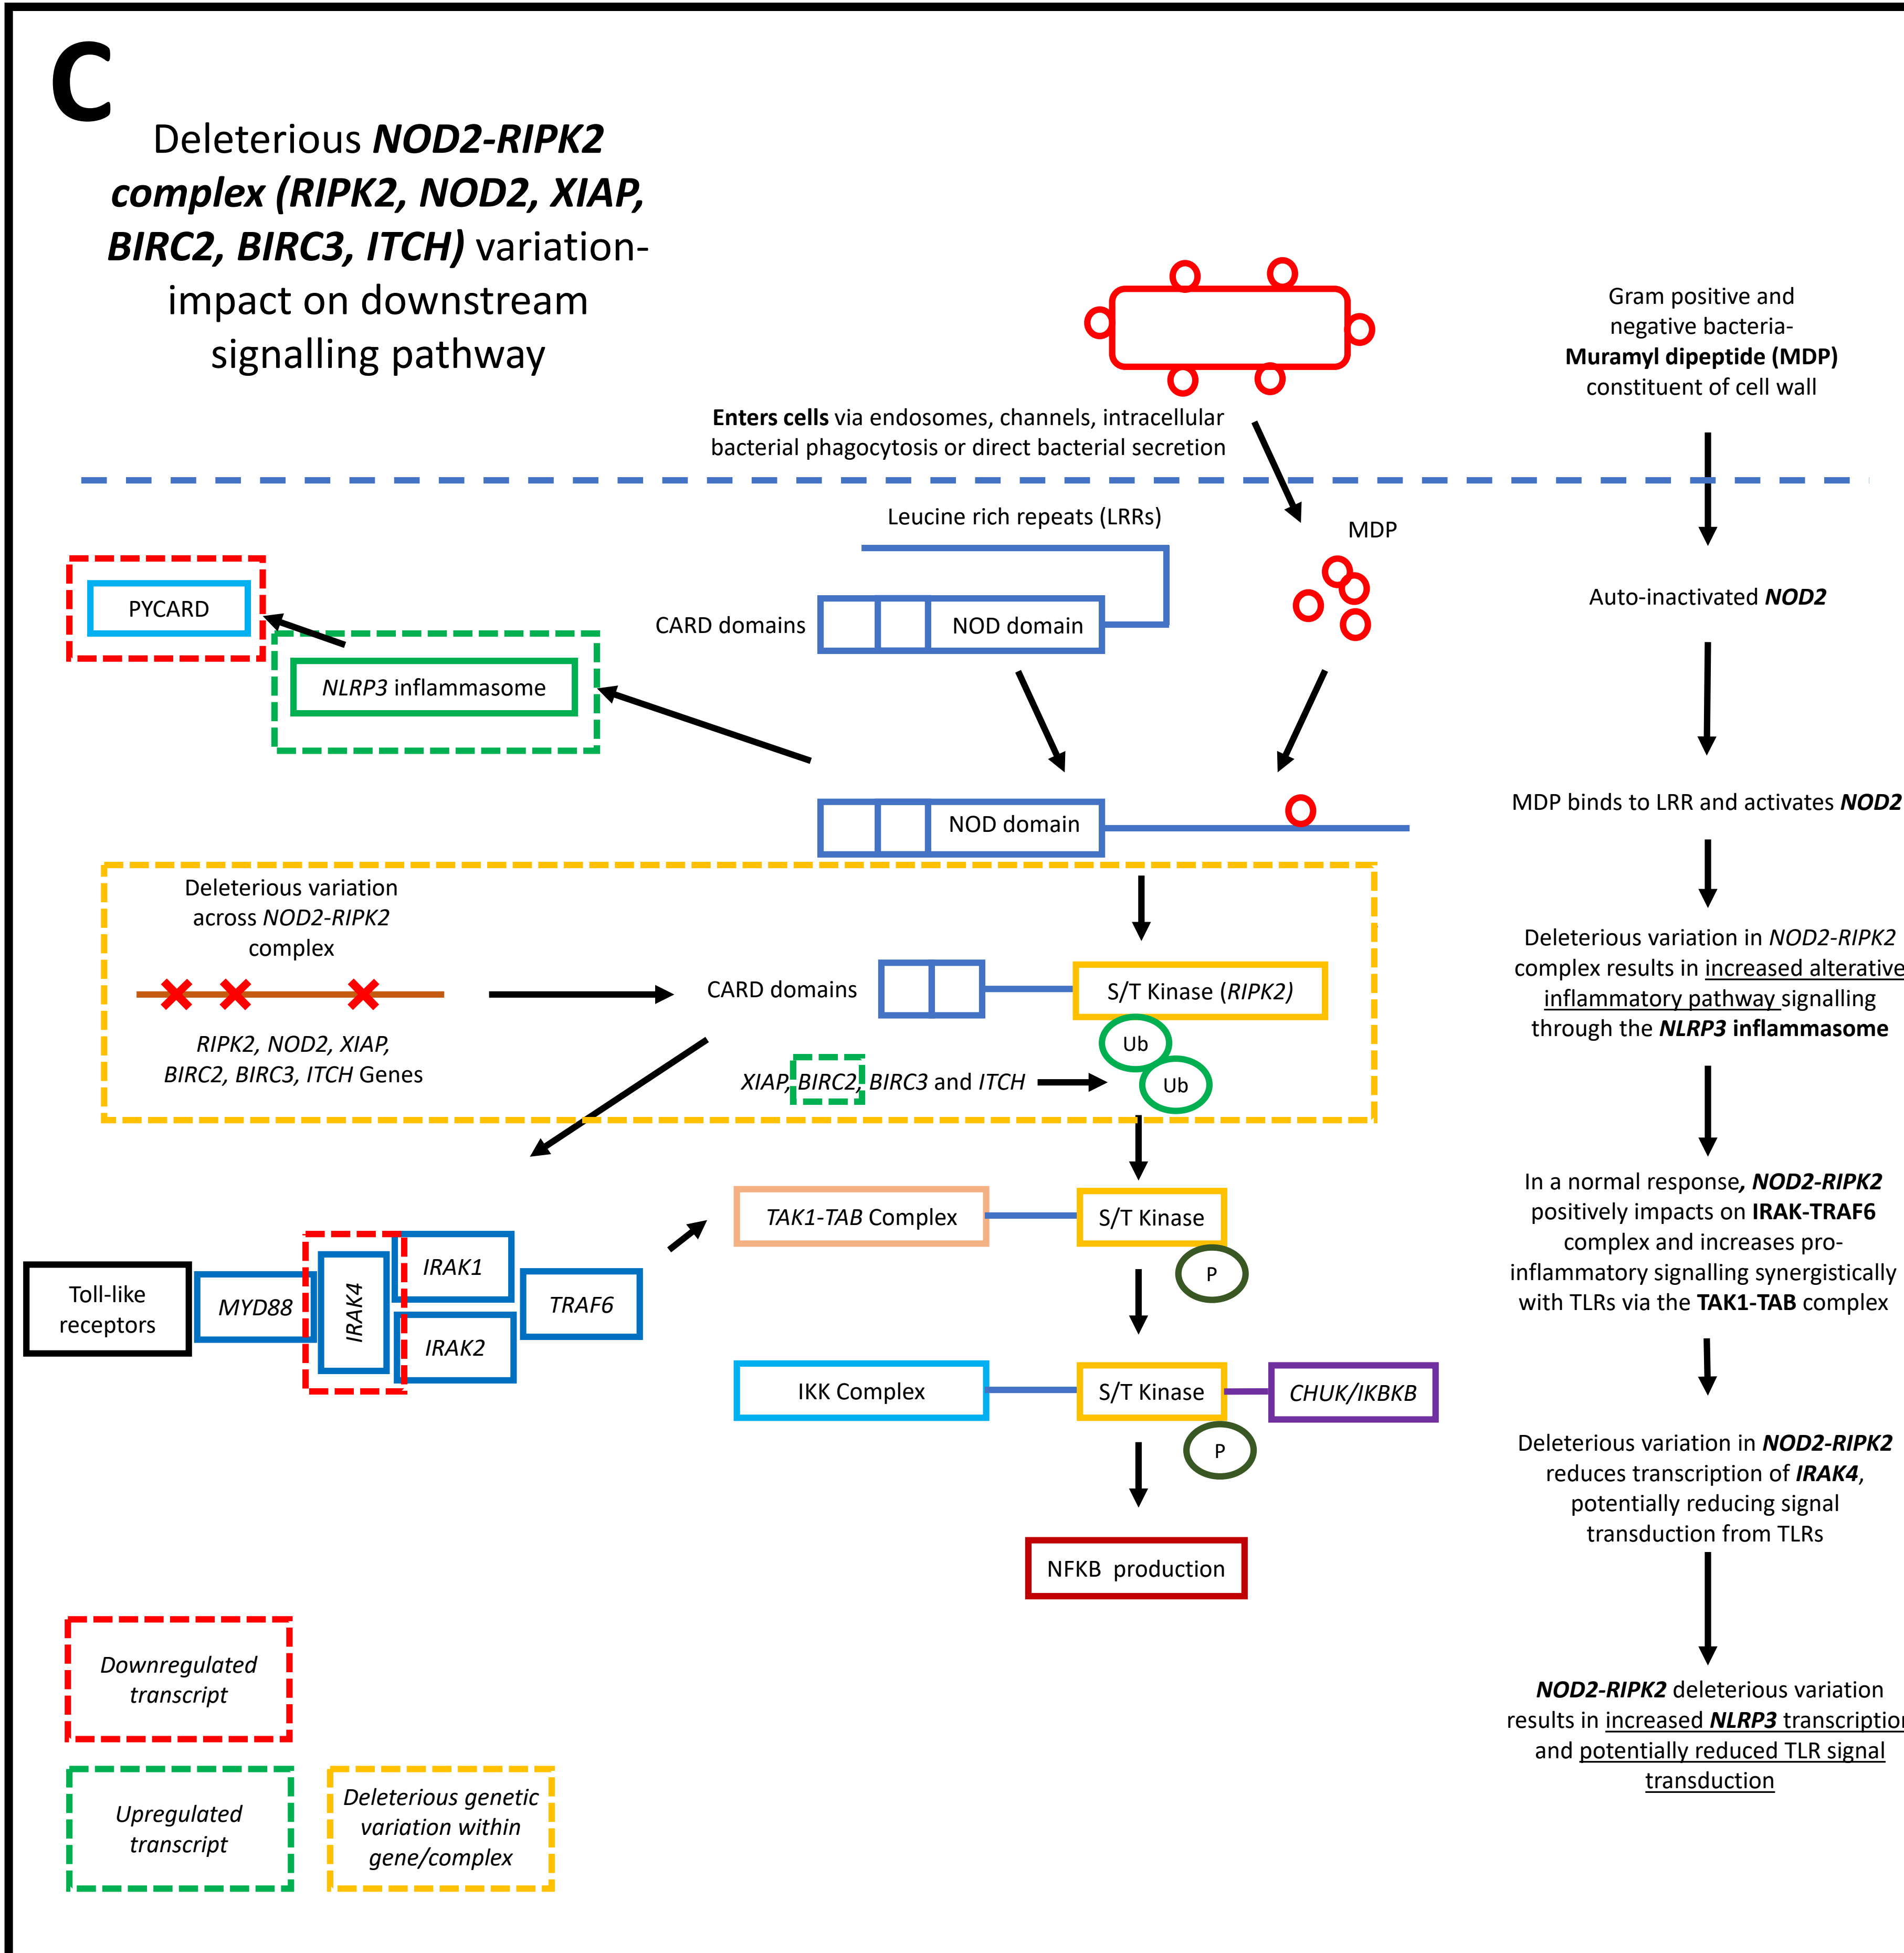 C
Deleterious NOD2-RIPK2
complex (RIPK2, NOD2, XIAP,
BIRC2, BIRC3, ITCH) variation-
impact on downstream
signalling pathway
Enters cells via endosomes, channels, intracellular
bacterial phagocytosis or direct bacterial secretion
Leucine rich repeats (LRRs)
MDP
PYCARD
NLRP3 inflammasome
CARD domains
NOD domain
NOD domain
Deleterious variation
across NOD2-RIPK2
complex
RIPK2, NOD2, XIAP,
BIRC2, BIRC3, ITCH Genes
CARD domains
S/T Kinase (RIPK2)
Ub
Ub
XIAP, BIRC2, BIRC3 and ITCH
Toll-like
receptors
MYD88
IRAK4
IRAK1
IRAK2
TRAF6
TAK1-TAB Complex
S/T Kinase
P
IKK Complex
S/T Kinase
CHUK/IKBKB
P
NFKB production
Downregulated
transcript
Upregulated
transcript
Deleterious genetic
variation within
gene/complex
Gram positive and
negative bacteria-
Muramyl dipeptide (MDP)
constituent of cell wall
Auto-inactivated NOD2
MDP binds to LRR and activates NOD2
Deleterious variation in NOD2-RIPK2
complex results in increased alterative
inflammatory pathway signalling
through the NLRP3 inflammasome
In a normal response, NOD2-RIPK2
positively impacts on IRAK-TRAF6
complex and increases pro-
inflammatory signalling synergistically
with TLRs via the TAK1-TAB complex
Deleterious variation in NOD2-RIPK2
reduces transcription of IRAK4,
potentially reducing signal
transduction from TLRs
NOD2-RIPK2 deleterious variation
results in increased NLRP3 transcription
and potentially reduced TLR signal
transduction